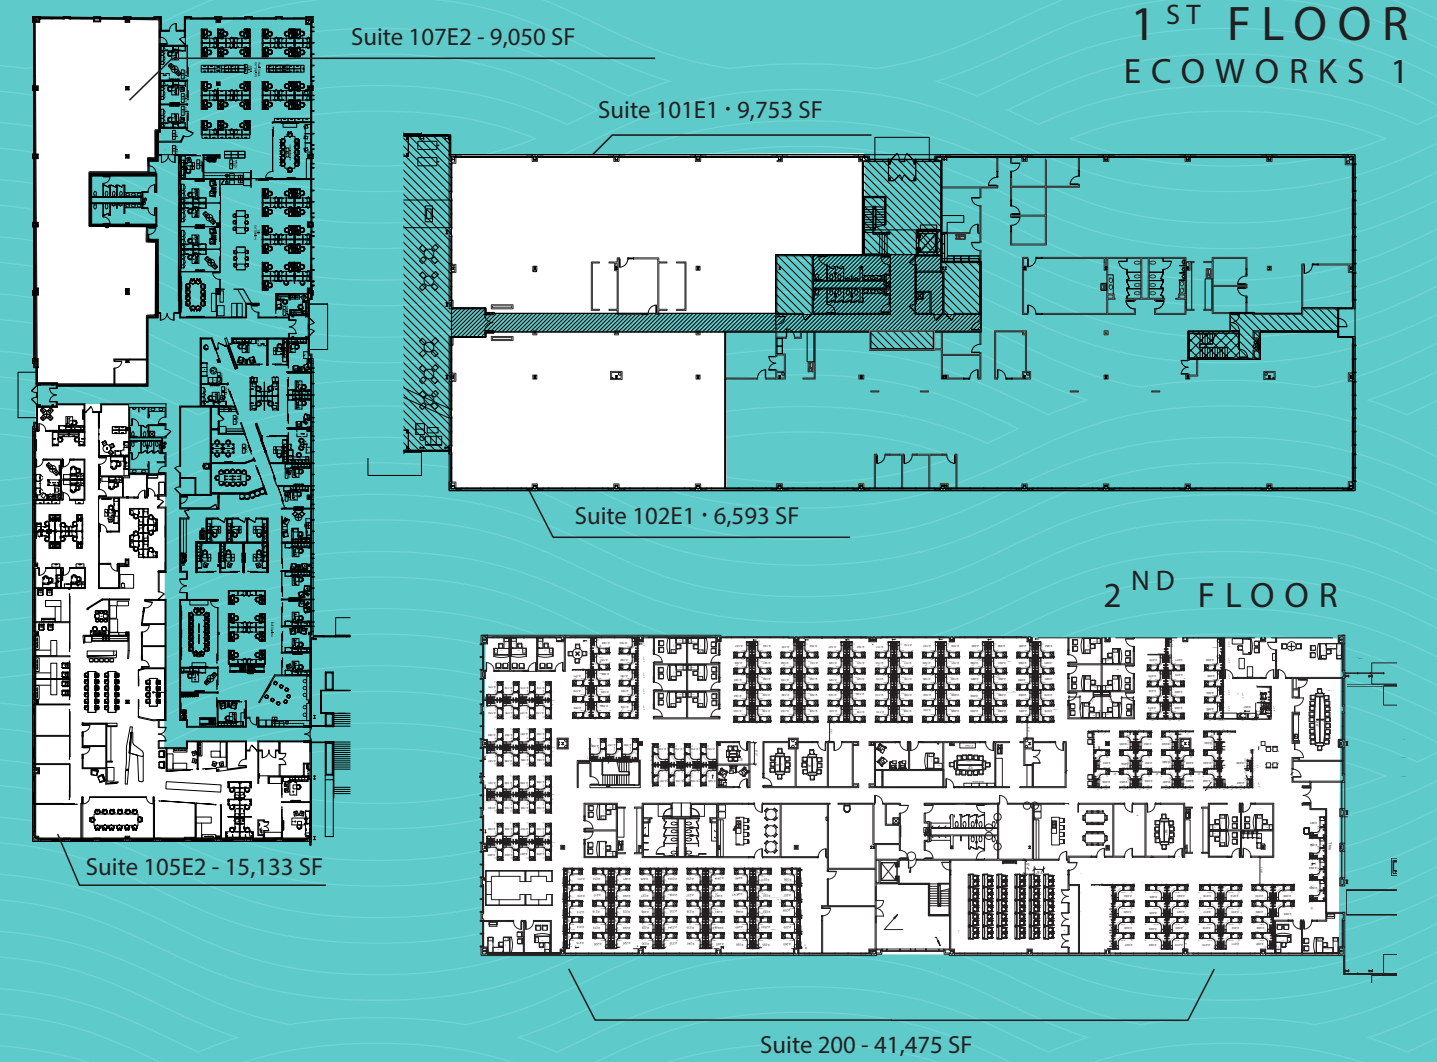 1ST FLOOR
ECOWORKS 1
Suite 107E2 - 9,050 SF
Suite 101E1 · 9,753 SF
Suite 102E1 · 6,593 SF
2ND FLOOR
Suite 105E2 - 15,133 SF
Suite 200 - 41,475 SF